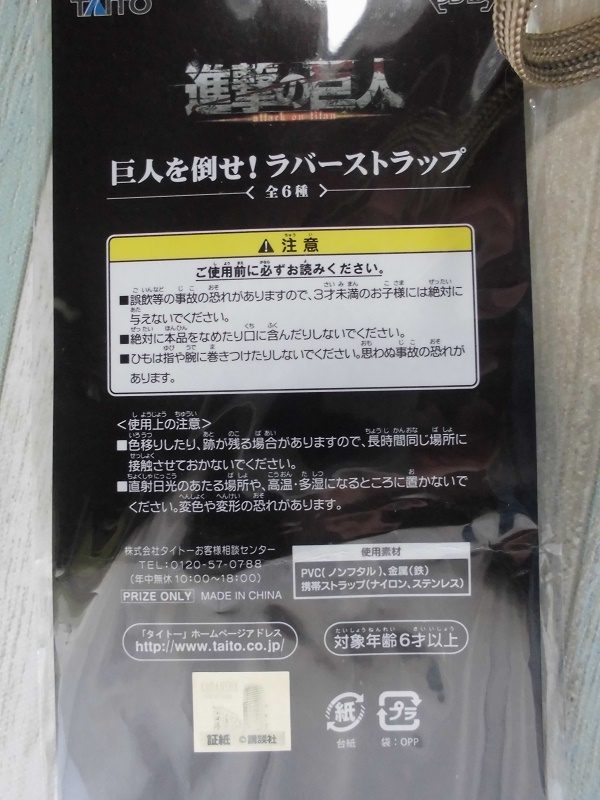 TAITO
進撃の巨人
attack on titan
巨人を倒せ！ラバーストラップ
〈 全6種 〉
⚠ 注意
ご使用前に必ずお読みください。
■誤飲等の事故の恐れがありますので、3才未満のお子様には絶対に
与えないでください。
■絶対に本品をなめたり口に含んだりしないでください。
■ひもは指や腕に巻きつけたりしないでください。思わぬ事故の恐れが
あります。
＜使用上の注意＞
■色移りしたり、跡が残る場合がありますので、長時間同じ場所に
接触させておかないでください。
■直射日光のあたる場所や、高温・多湿になるところに置かないで
ください。変色や変形の恐れがあります。
株式会社タイトーお客様相談センター
TEL：0120-57-0788
（年中無休10:00～18:00）
PRIZE ONLY MADE IN CHINA
使用素材
PVC（ノンフタル）、金属（鉄）
携帯ストラップ（ナイロン、ステンレス）
「タイトー」ホームページアドレス
http://www.taito.co.jp/
対象年齢6才以上
証紙 ©講談社
紙
台紙
プラ
袋：OPP